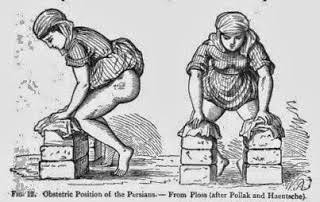 FIG. 12. Obstetric Position of the Persians.—From Ploss (after Pollak and Haentsche).